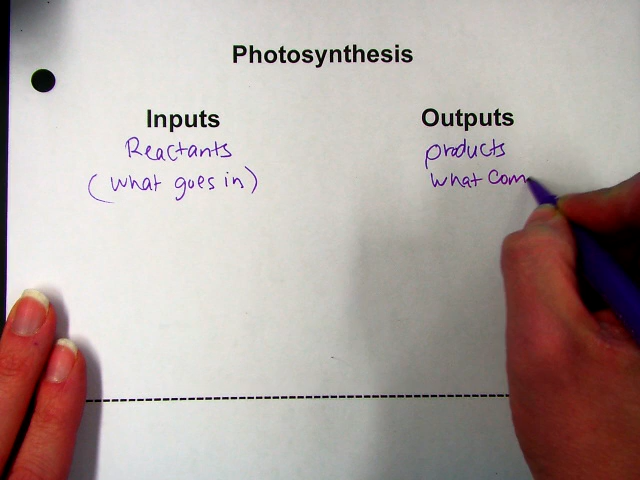 Photosynthesis
Inputs Outputs
Reactants products
(what goes in) what com